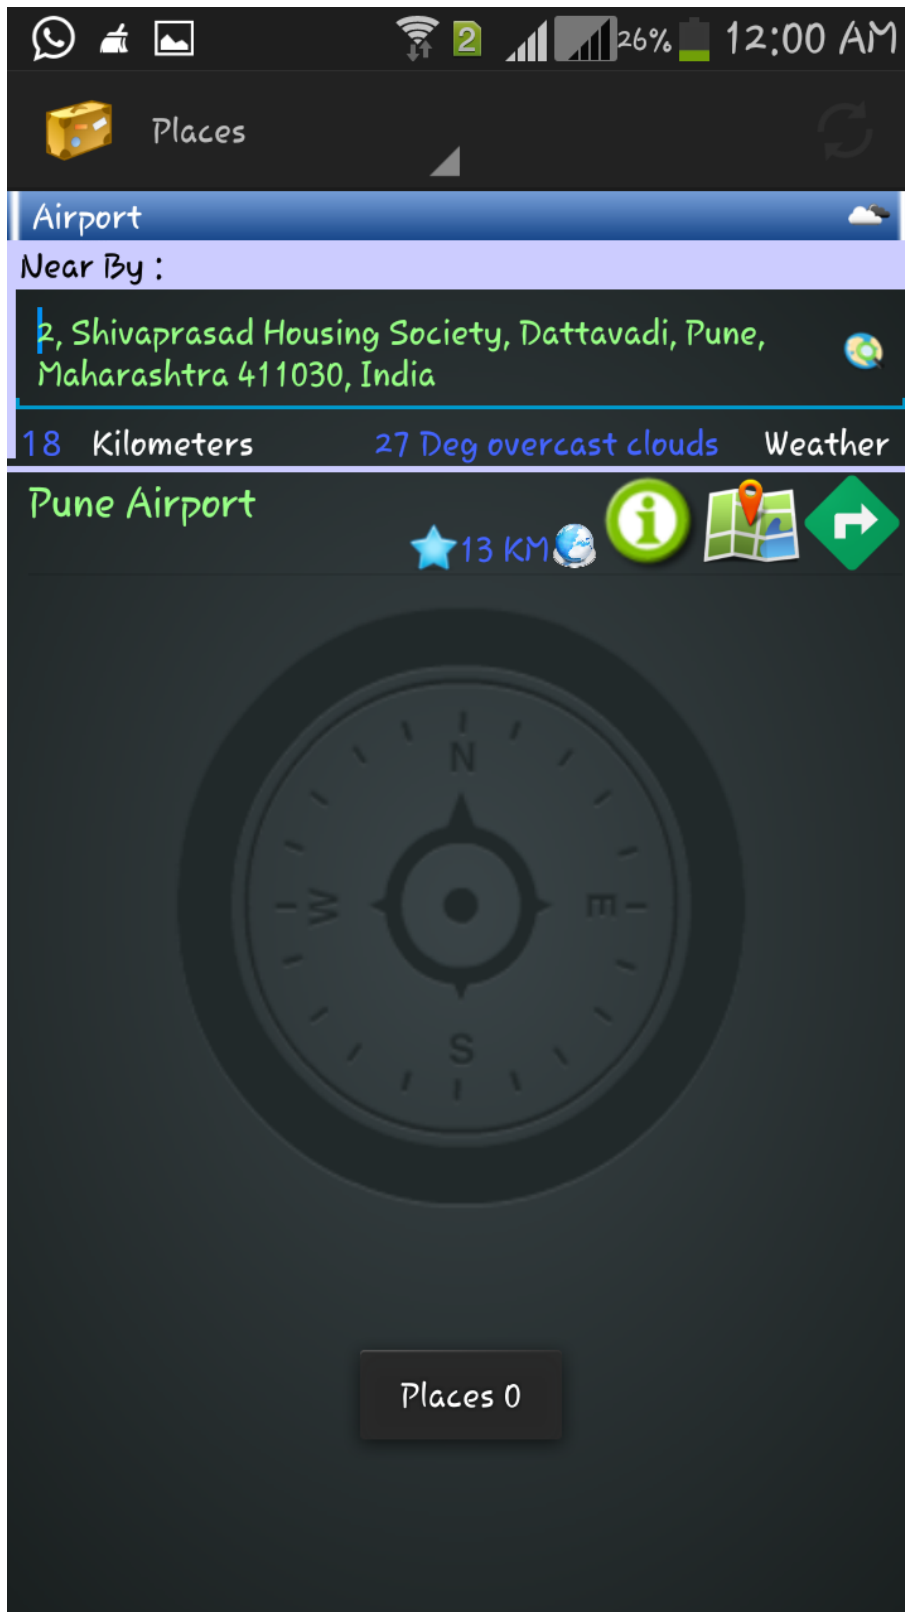 2 26% 12:00 AM
Places
Airport
Near By :
2, Shivaprasad Housing Society, Dattavadi, Pune,
Maharashtra 411030, India
18 Kilometers 27 Deg overcast clouds Weather
Pune Airport
13 KM
N
W E
S
Places 0